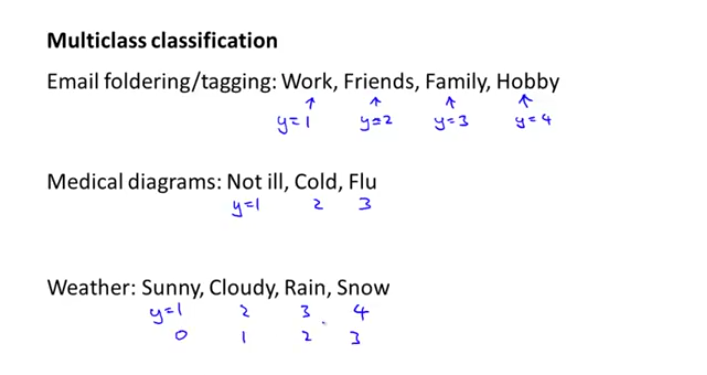 Multiclass classification
Email foldering/tagging: Work, Friends, Family, Hobby
y=1 y=2 y=3 y=4
Medical diagrams: Not ill, Cold, Flu
y=1 2 3
Weather: Sunny, Cloudy, Rain, Snow
y=1 2 3 4
0 1 2 3